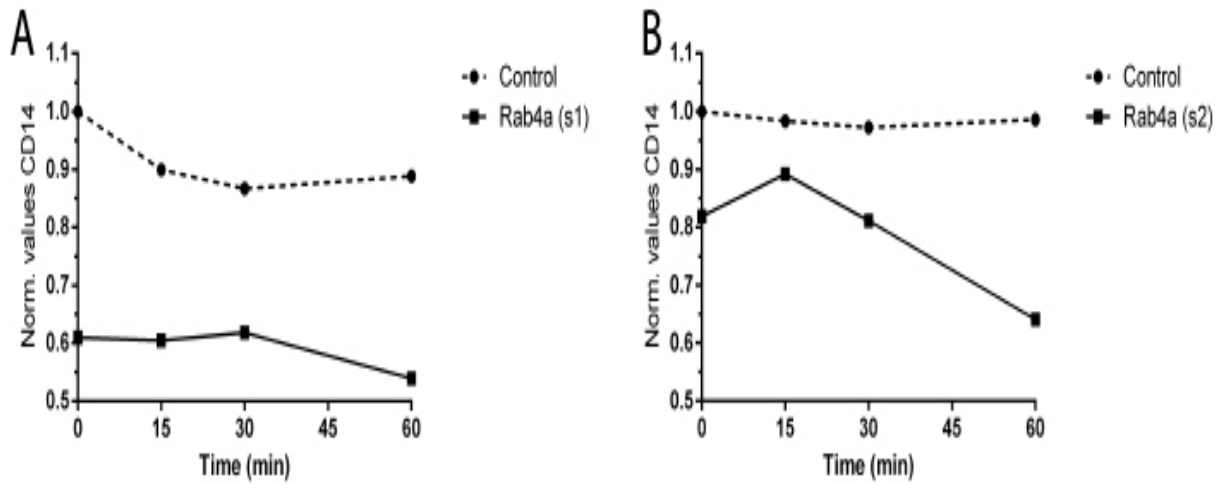 A
1.1
1.0
0.9
0.8
0.7
0.6
0.5
Norm. values CD14
0 15 30 45 60
Time (min)
Control
Rab4a (s1)
B
1.1
1.0
0.9
0.8
0.7
0.6
0.5
Norm. values CD14
0 15 30 45 60
Time (min)
Control
Rab4a (s2)